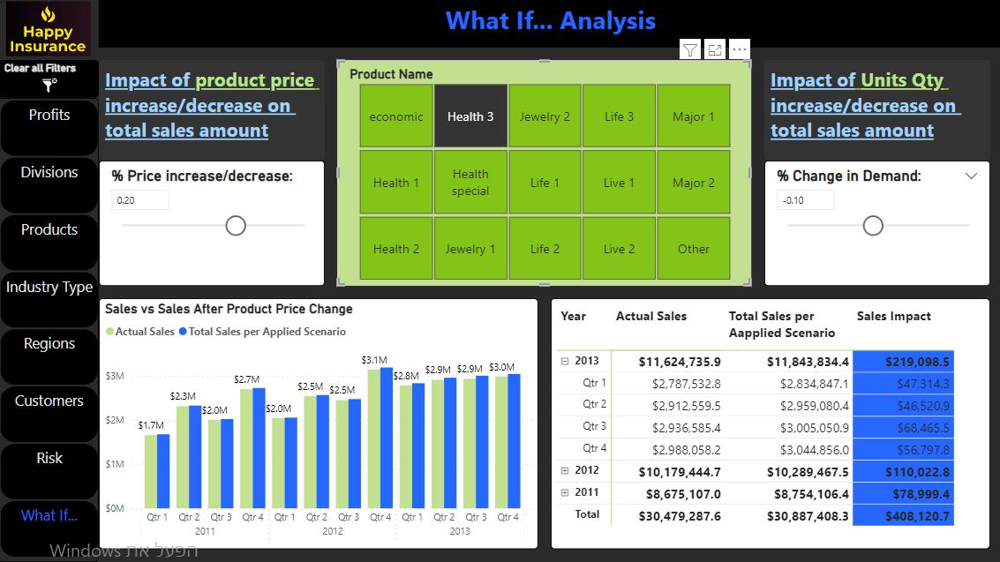 Happy
Insurance
What If... Analysis
Clear all Filters
Profits
Divisions
Products
Industry Type
Regions
Customers
Risk
What If...
Impact of product price
increase/decrease on
total sales amount
% Price increase/decrease:
0.20
Product Name
economic Health 3 Jewelry 2 Life 3 Major 1
Health 1 Health special Life 1 Live 1 Major 2
Health 2 Jewelry 1 Life 2 Live 2 Other
Impact of Units Qty
increase/decrease on
total sales amount
% Change in Demand:
-0.10
Sales vs Sales After Product Price Change
Actual Sales Total Sales per Applied Scenario
$3M
$2M
$1M
$0M
$1.7M $2.3M $2.0M $2.7M $2.0M $2.5M $2.5M $3.1M $2.8M $2.9M $2.9M $3.0M
Qtr 1 Qtr 2 Qtr 3 Qtr 4 Qtr 1 Qtr 2 Qtr 3 Qtr 4 Qtr 1 Qtr 2 Qtr 3 Qtr 4
2011 2012 2013
Year Actual Sales Total Sales per Aapplied Scenario Sales Impact
2013 $11,624,735.9 $11,843,834.4 $219,098.5
Qtr 1 $2,787,532.8 $2,834,847.1 $47,314.3
Qtr 2 $2,912,559.5 $2,959,080.4 $46,520.9
Qtr 3 $2,936,585.4 $3,005,050.9 $68,465.5
Qtr 4 $2,988,058.2 $3,044,856.0 $56,797.8
2012 $10,179,444.7 $10,289,467.5 $110,022.8
2011 $8,675,107.0 $8,754,106.4 $78,999.4
Total $30,479,287.6 $30,887,408.3 $408,120.7
הפעל את Windows